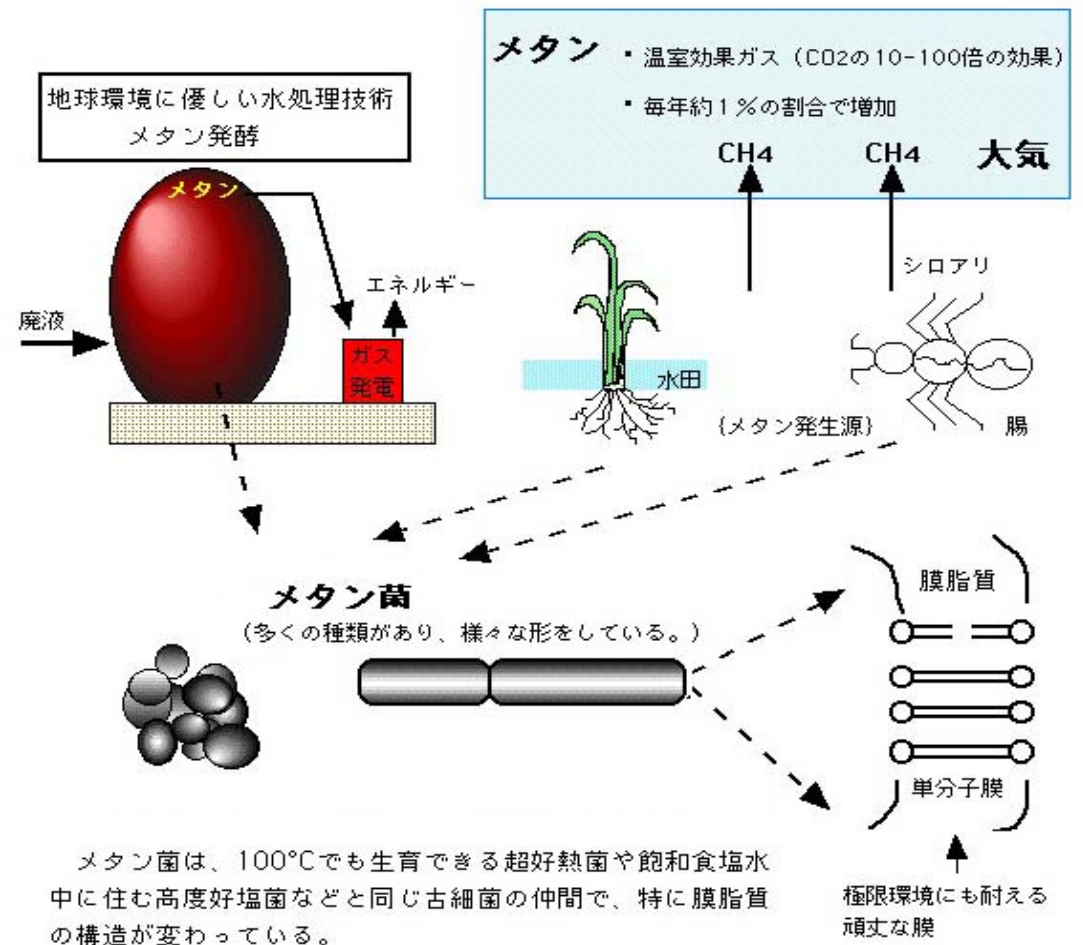 メタン ・ 温室効果ガス（CO2の10-100倍の効果）
・ 毎年約１％の割合で増加
CH4 CH4 大気
地球環境に優しい水処理技術
メタン発酵
メタン
エネルギー
廃液
ガス
発電
シロアリ
水田
{メタン発生源}
腸
メタン菌
（多くの種類があり、様々な形をしている。）
膜脂質
単分子膜
極限環境にも耐える
頑丈な膜
メタン菌は、100°Cでも生育できる超好熱菌や飽和食塩水
中に住む高度好塩菌などと同じ古細菌の仲間で、特に膜脂質
の構造が変わっている。